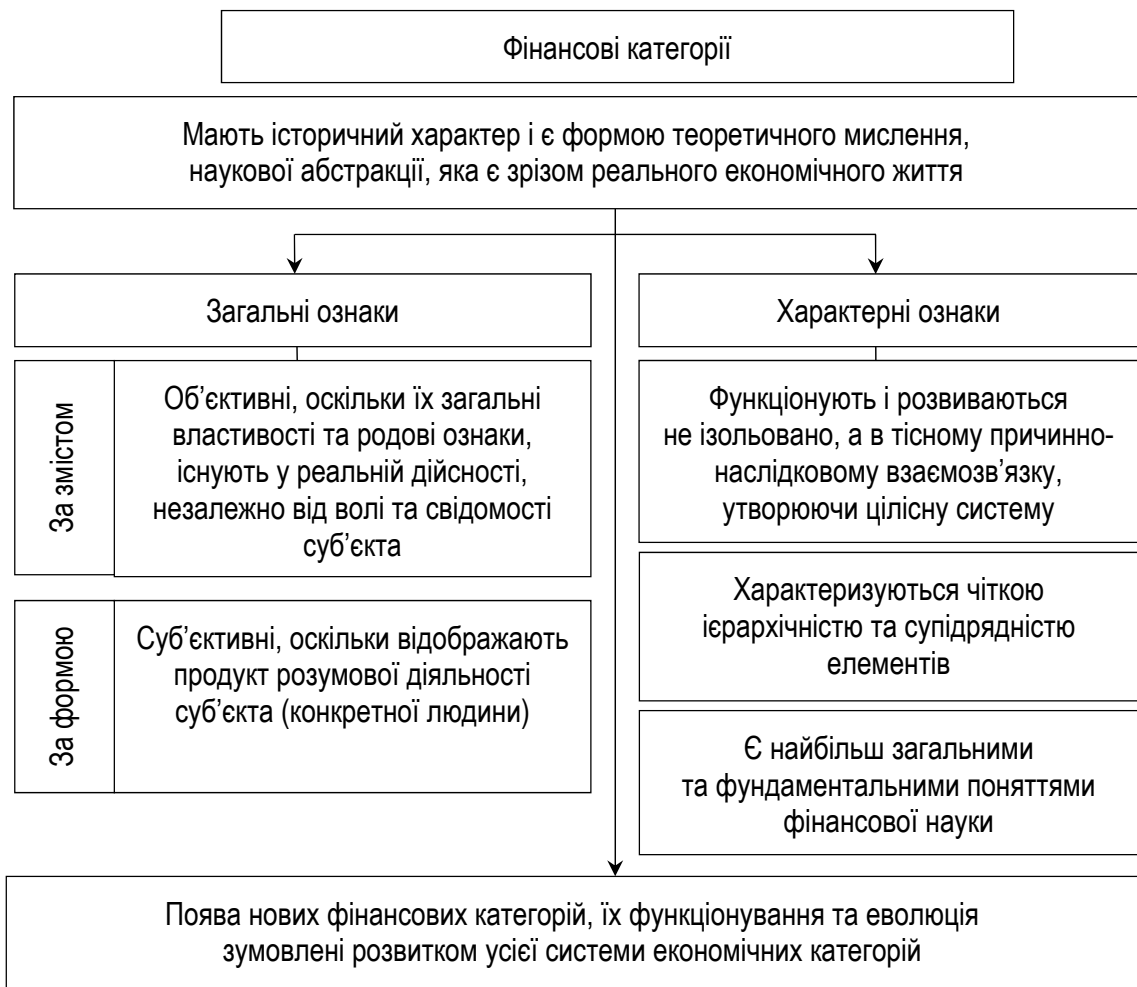 Фінансові категорії
Мають історичний характер і є формою теоретичного мислення,
наукової абстракції, яка є зрізом реального економічного життя
Загальні ознаки
За змістом
Об’єктивні, оскільки їх загальні
властивості та родові ознаки,
існують у реальній дійсності,
незалежно від волі та свідомості
суб’єкта
За формою
Суб’єктивні, оскільки відображають
продукт розумової діяльності
суб’єкта (конкретної людини)
Характерні ознаки
Функціонують і розвиваються
не ізольовано, а в тісному причинно-
наслідковому взаємозв’язку,
утворюючи цілісну систему
Характеризуються чіткою
ієрархічністю та супідрядністю
елементів
Є найбільш загальними
та фундаментальними поняттями
фінансової науки
Поява нових фінансових категорій, їх функціонування та еволюція
зумовлені розвитком усієї системи економічних категорій